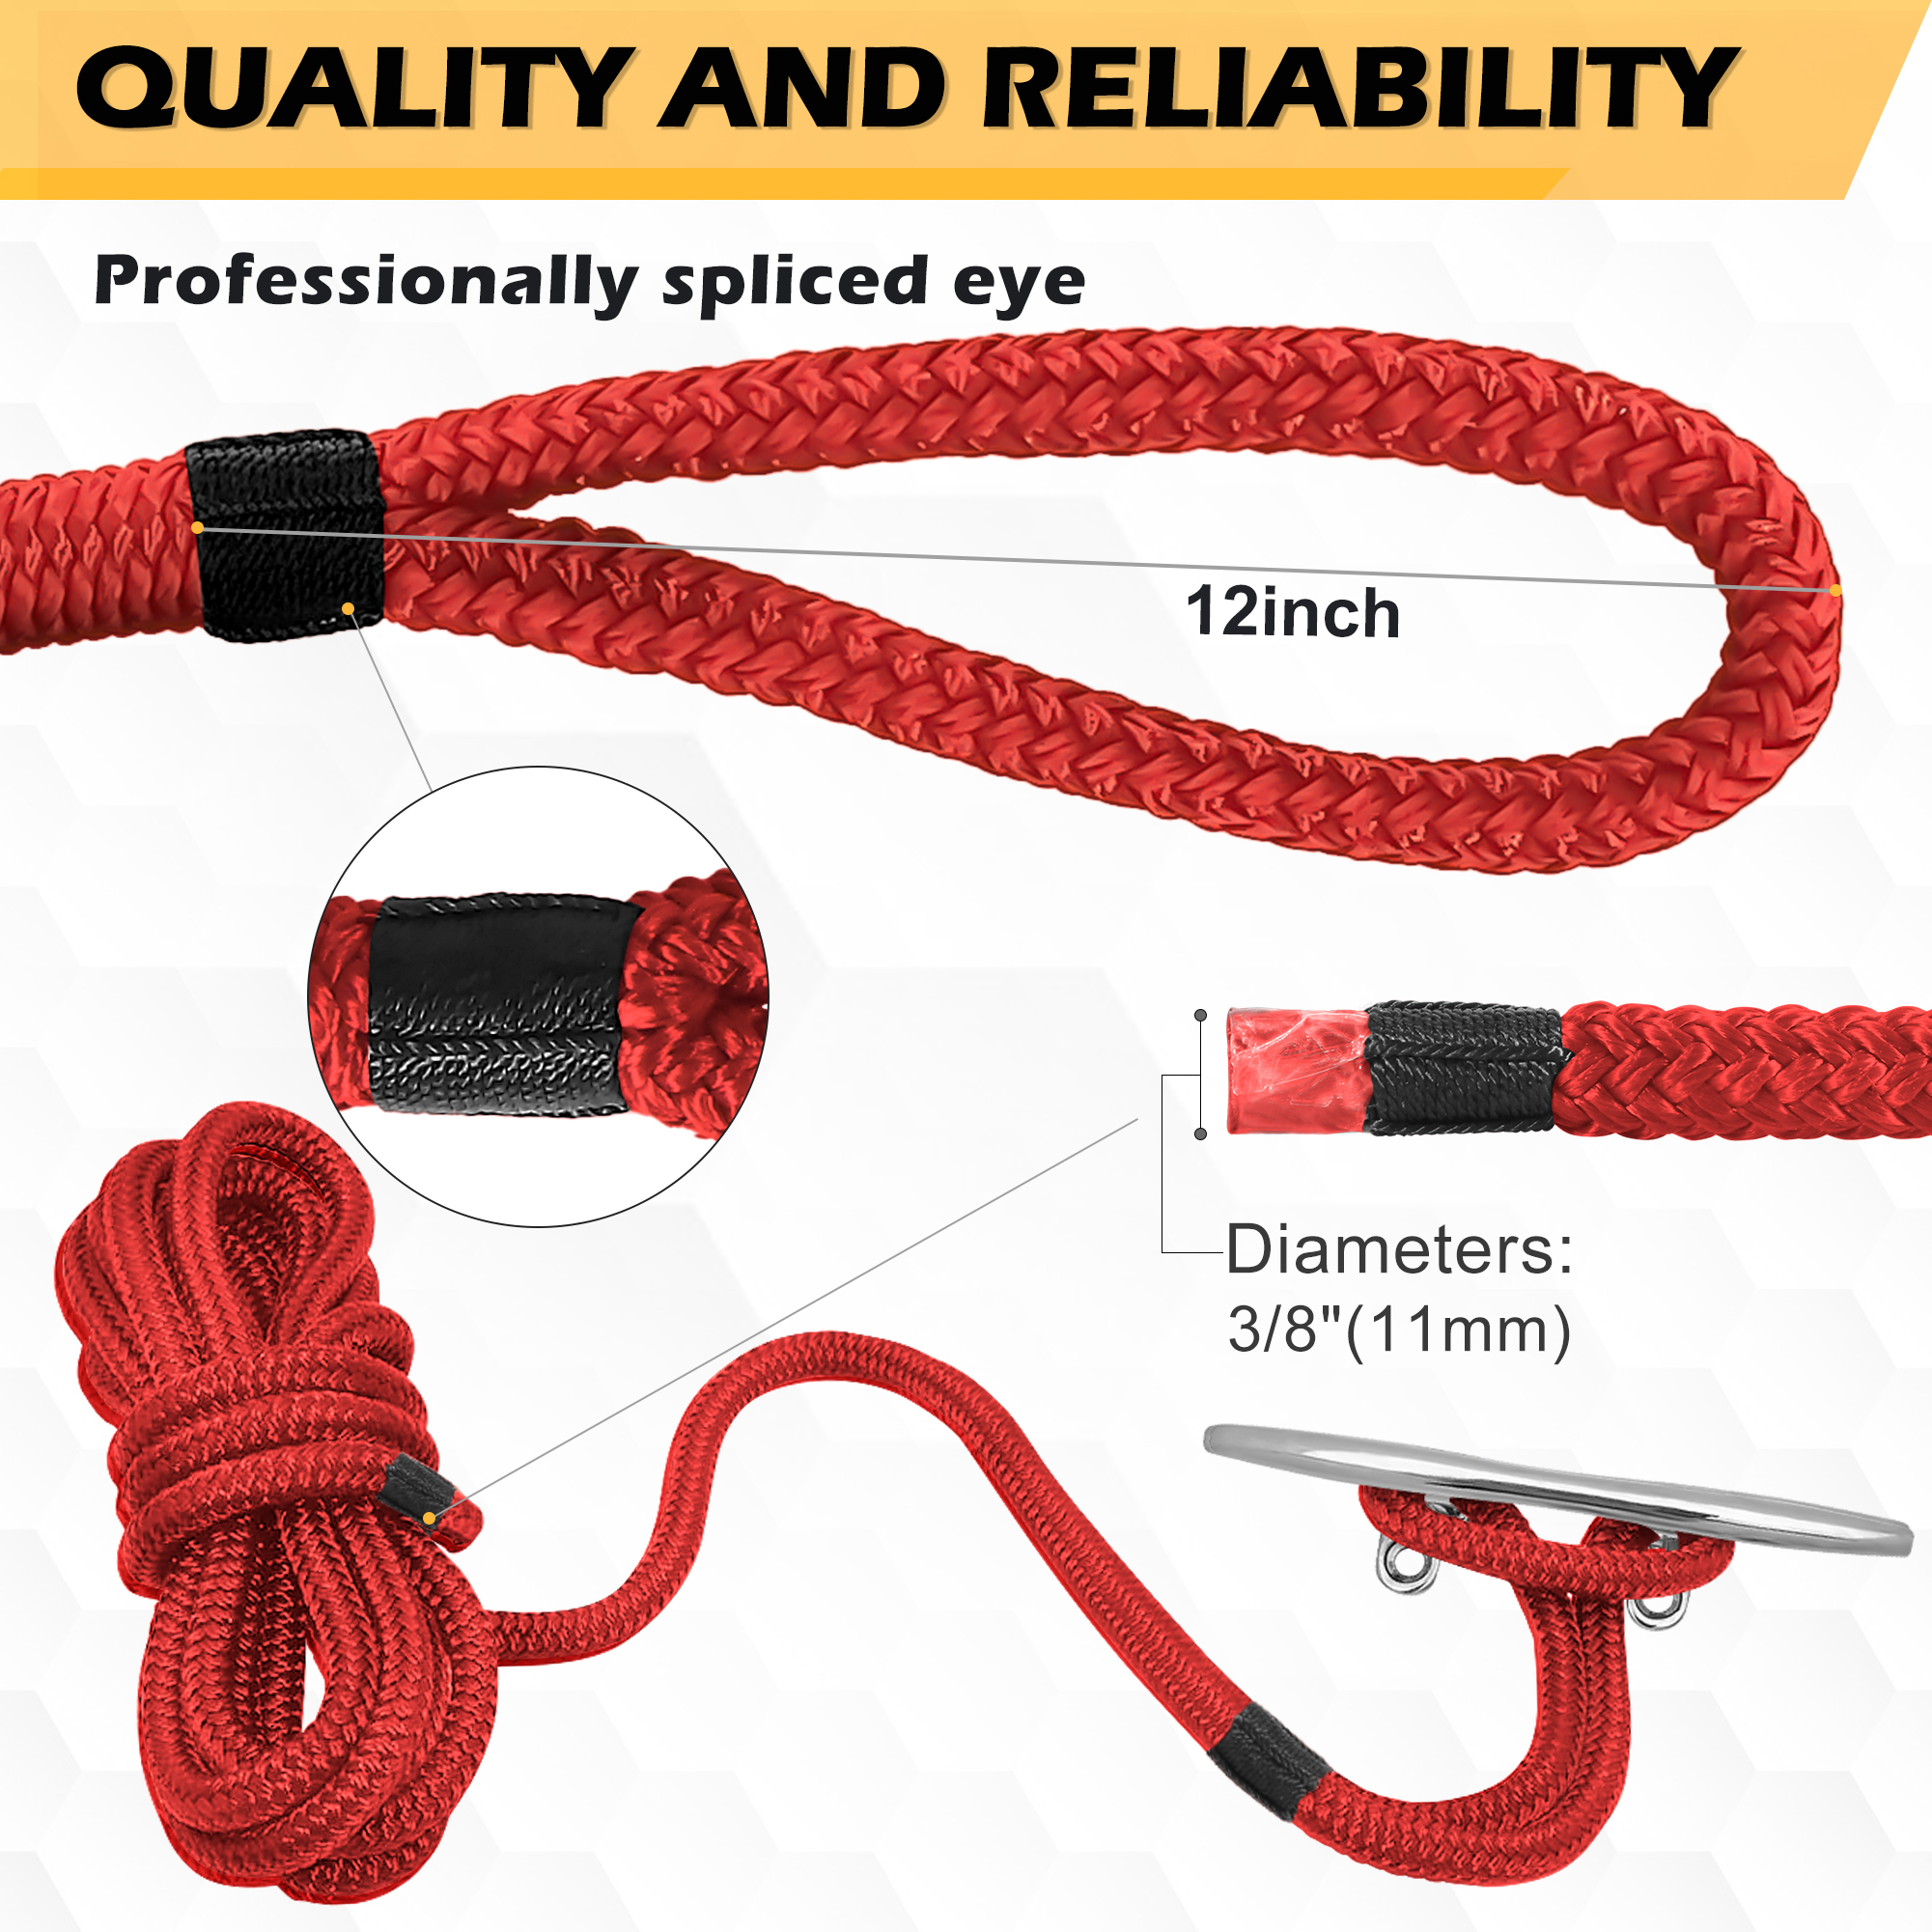 QUALITY AND RELIABILITY
Professionally spliced eye
12inch
Diameters:
3/8"(11mm)